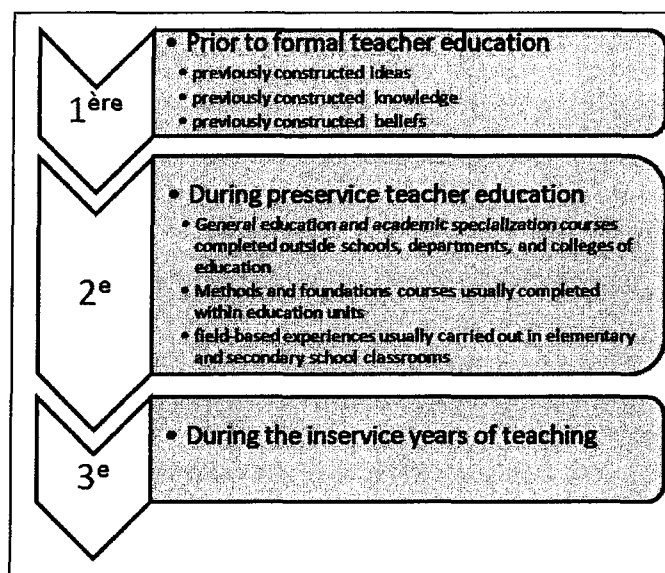 1ère
• Prior to formal teacher education
• previously constructed ideas
• previously constructed knowledge
• previously constructed beliefs
2e
• During preservice teacher education
• General education and academic specialization courses
completed outside schools, departments, and colleges of
education
• Methods and foundations courses usually completed
within education units
• field-based experiences usually carried out in elementary
and secondary school classrooms
3e
• During the inservice years of teaching